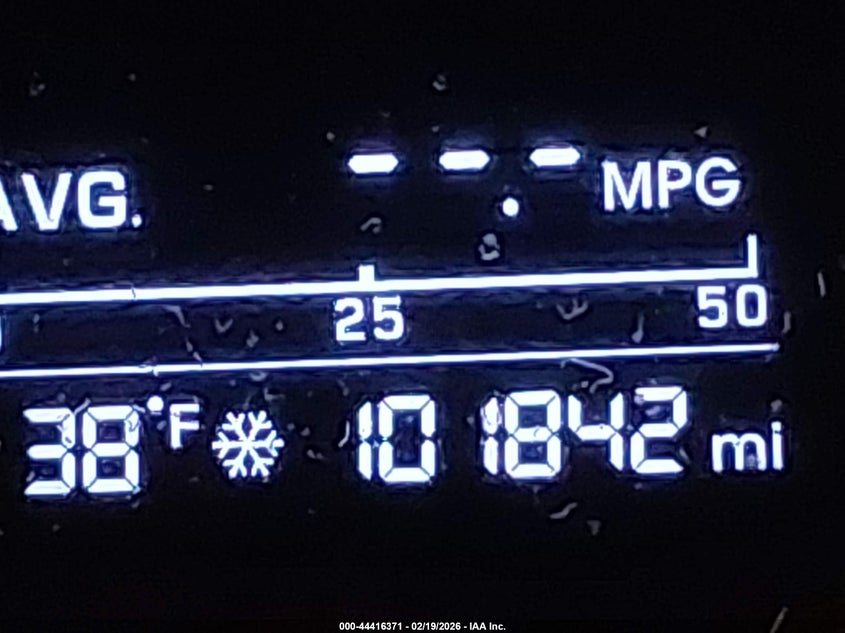 AVG. ---.- MPG
25 50
38°F 101842 mi
000-44416371 - 02/19/2026 - IAA Inc.